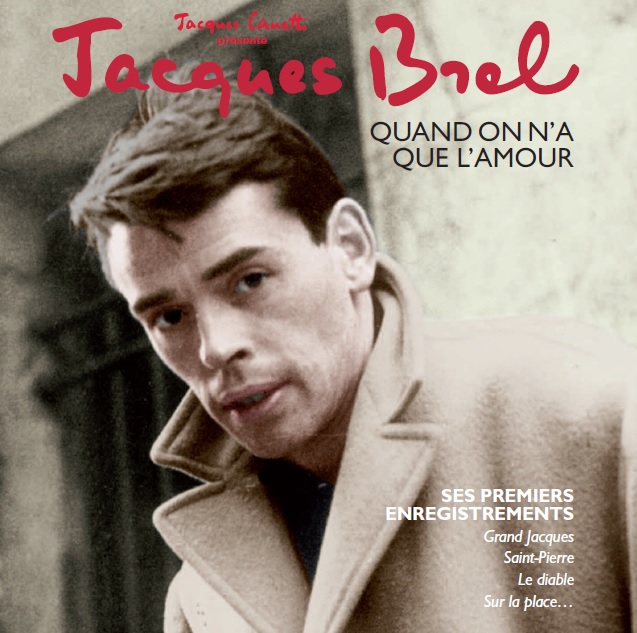 Jacques Canetti
présente
Jacques Brel
QUAND ON N'A
QUE L'AMOUR
SES PREMIERS
ENREGISTREMENTS
Grand Jacques
Saint-Pierre
Le diable
Sur la place...